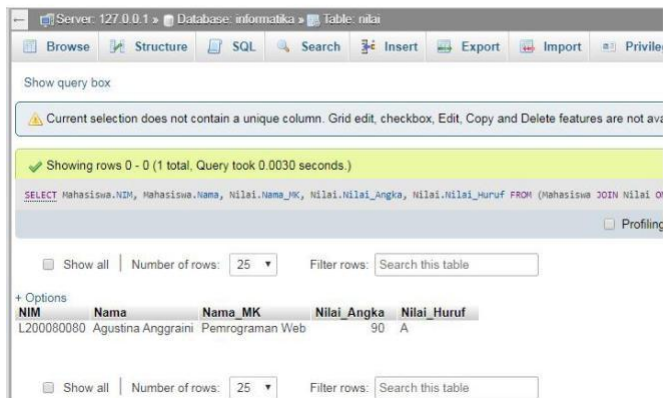 Server: 127.0.0.1 » Database: informatika » Table: nilai
Browse Structure SQL Search Insert Export Import Privile
Show query box
Current selection does not contain a unique column. Grid edit, checkbox, Edit, Copy and Delete features are not ava
Showing rows 0 - 0 (1 total, Query took 0.0030 seconds.)
SELECT Mahasiswa.NIM, Mahasiswa.Nama, Nilai.Nama_MK, Nilai.Nilai_Angka, Nilai.Nilai_Huruf FROM (Mahasiswa JOIN Nilai O
Profiling
Show all Number of rows: 25 Filter rows: Search this table
+ Options
NIM Nama Nama_MK Nilai_Angka Nilai_Huruf
L200080080 Agustina Anggraini Pemrograman Web 90 A
Show all Number of rows: 25 Filter rows: Search this table